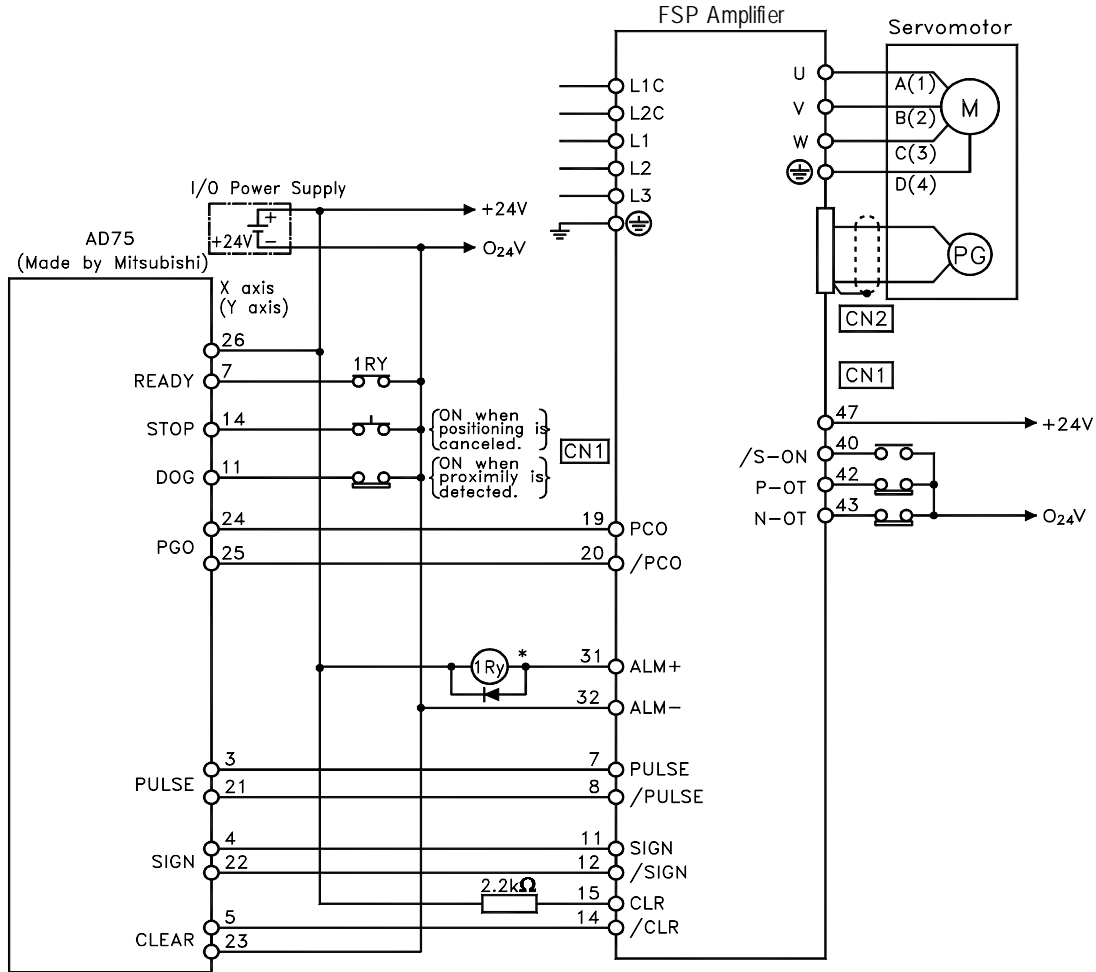 FSP Amplifier
Servomotor
L1C
L2C
L1
L2
L3
U
V
W
A(1)
B(2)
C(3)
D(4)
M
PG
CN2
CN1
I/O Power Supply
+
+24V
−
+24V
O24V
AD75
(Made by Mitsubishi)
X axis
(Y axis)
26
READY
7
1RY
STOP
14
{ON when
positioning is
canceled.}
DOG
11
{ON when
proximily is
detected.}
CN1
47
+24V
/S-ON
40
P-OT
42
N-OT
43
O24V
PGO
24
19
PCO
25
20
/PCO
1Ry
*
31
ALM+
32
ALM-
PULSE
3
7
PULSE
21
8
/PULSE
SIGN
4
11
SIGN
22
12
/SIGN
2.2kΩ
15
CLR
CLEAR
5
14
/CLR
23